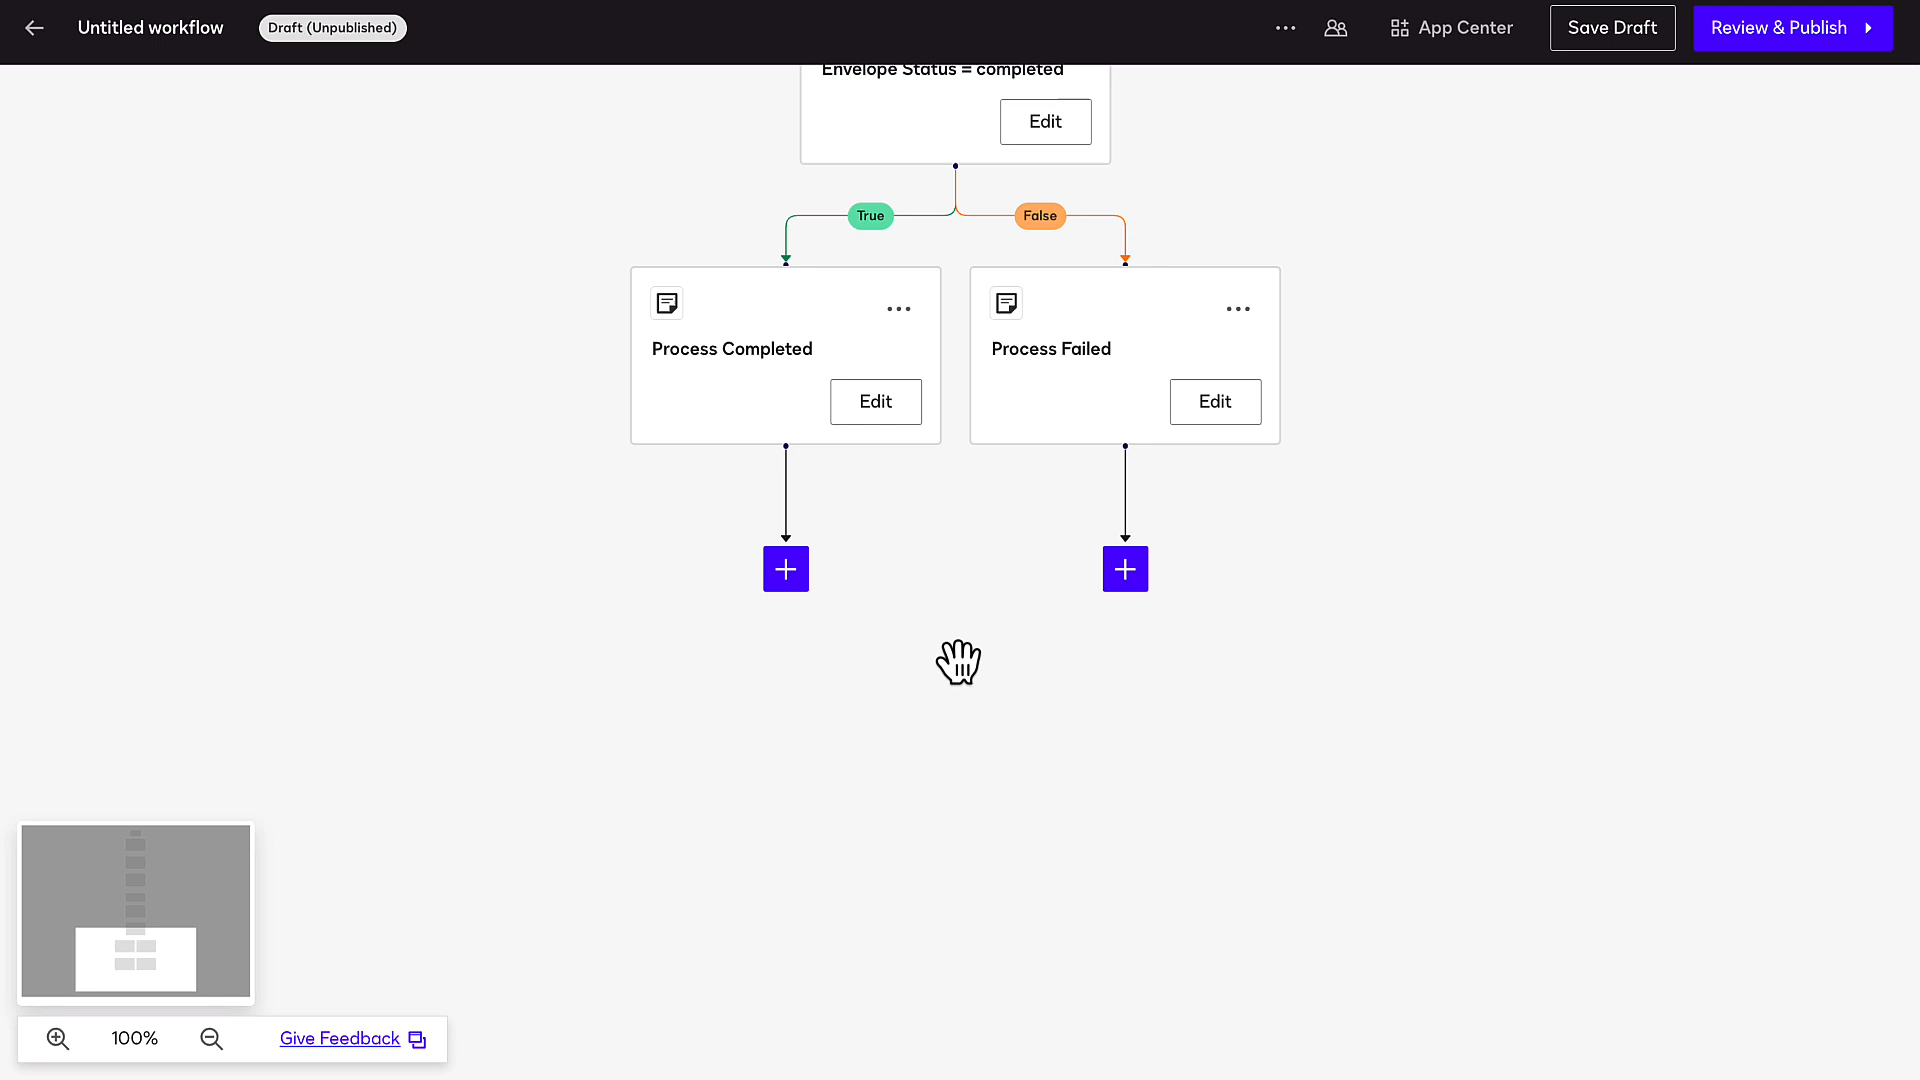 Untitled workflow
Draft (Unpublished)
App Center
Save Draft
Review & Publish
Envelope Status = completed
Edit
True
False
Process Completed
Edit
Process Failed
Edit
100%
Give Feedback